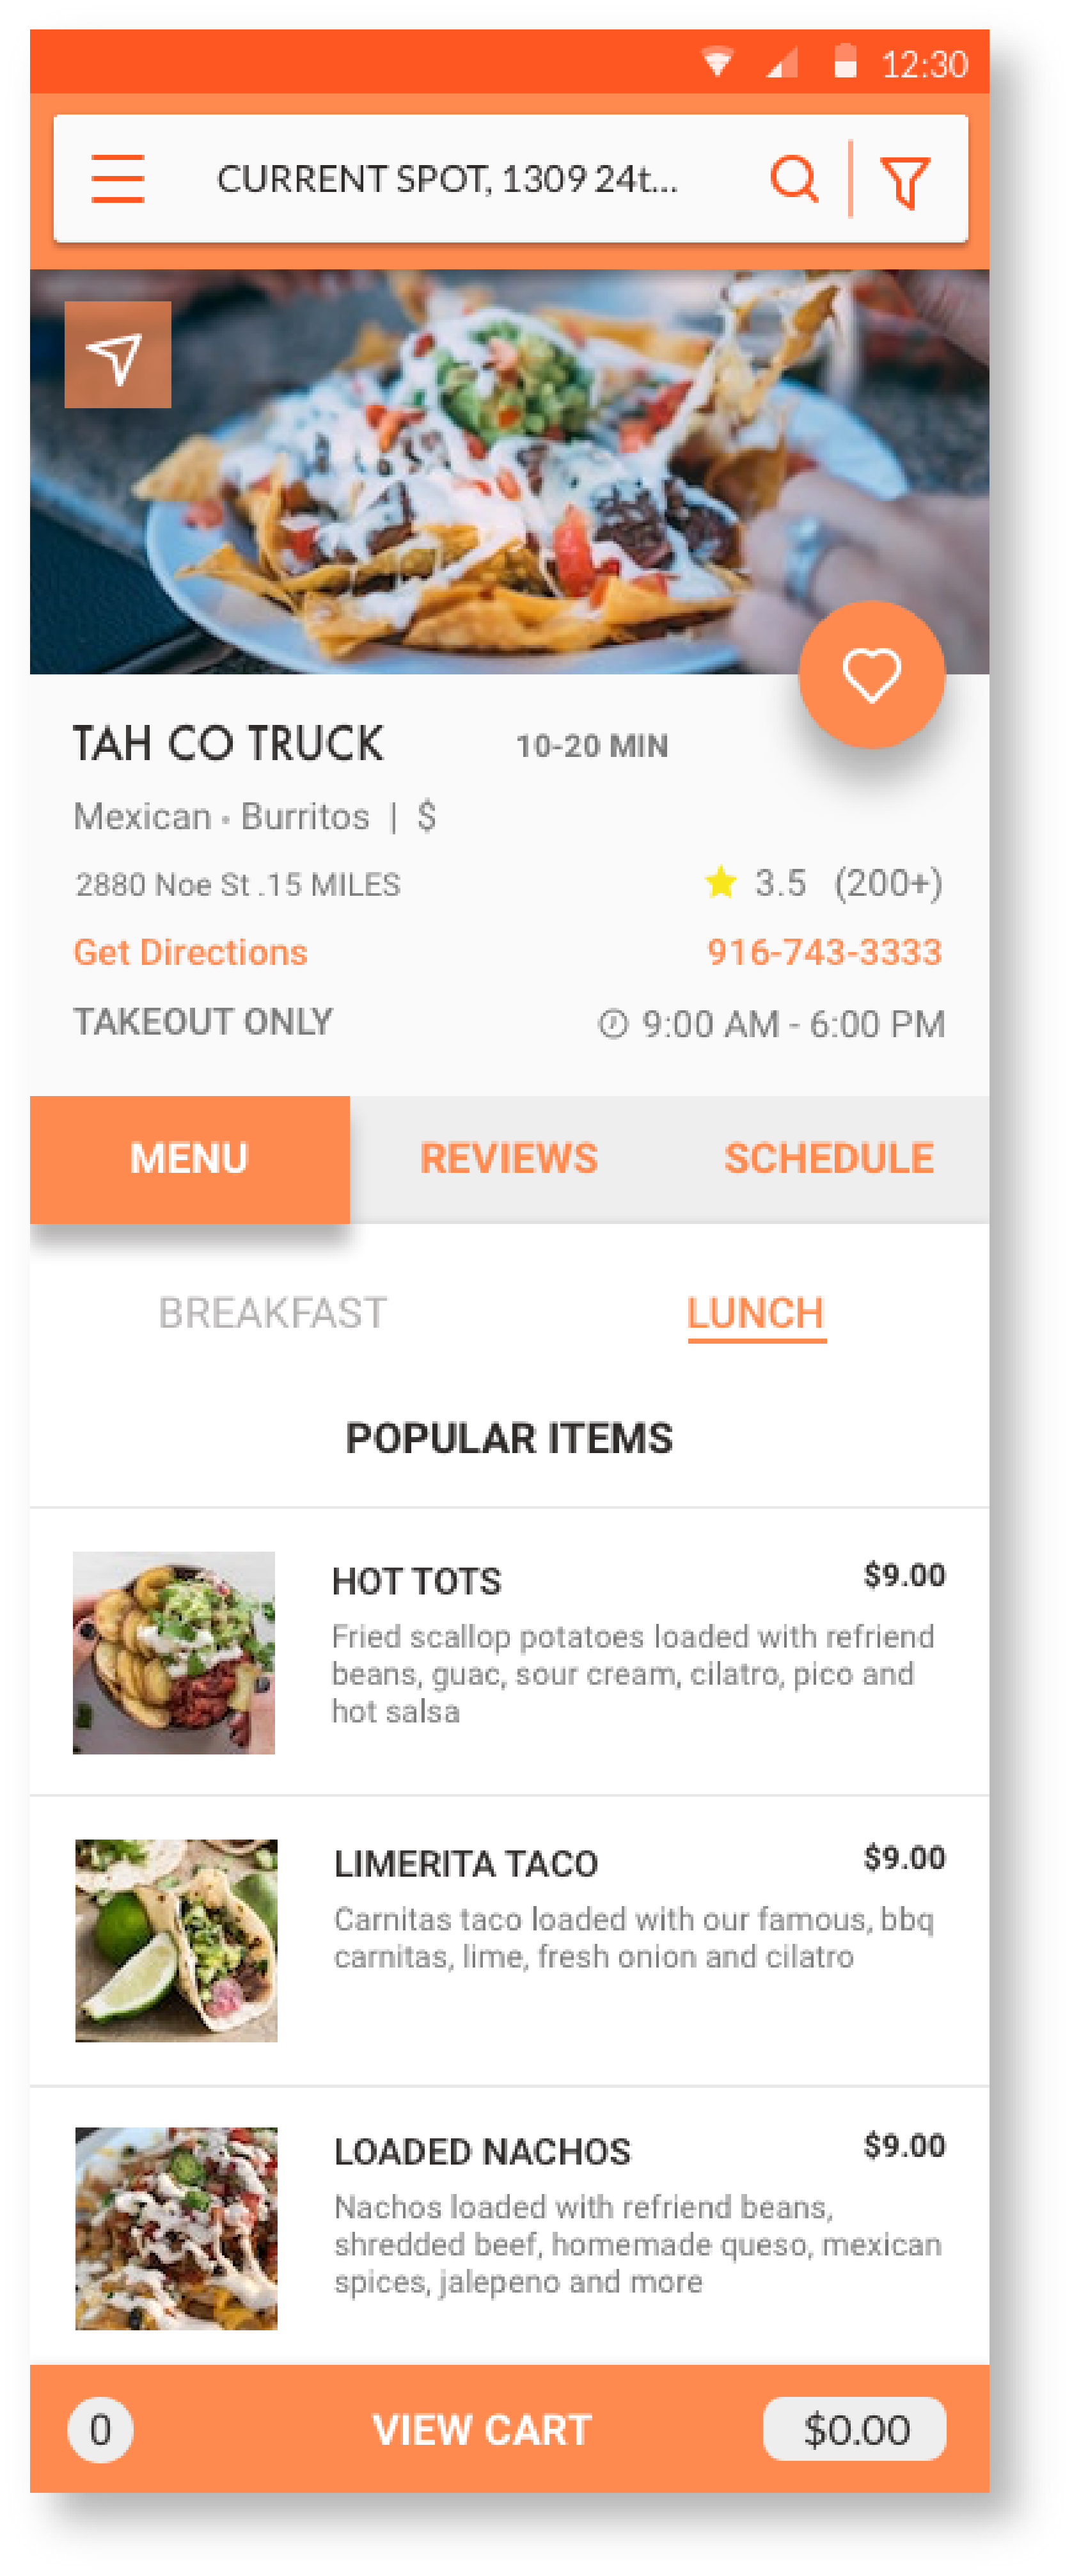 12:30
CURRENT SPOT, 1309 24t...
TAH CO TRUCK
10-20 MIN
Mexican • Burritos | $
2880 Noe St .15 MILES
3.5 (200+)
Get Directions
916-743-3333
TAKEOUT ONLY
9:00 AM - 6:00 PM
MENU
REVIEWS
SCHEDULE
BREAKFAST
LUNCH
POPULAR ITEMS
HOT TOTS
$9.00
Fried scallop potatoes loaded with refriend
beans, guac, sour cream, cilatro, pico and
hot salsa
LIMERITA TACO
$9.00
Carnitas taco loaded with our famous, bbq
carnitas, lime, fresh onion and cilatro
LOADED NACHOS
$9.00
Nachos loaded with refriend beans,
shredded beef, homemade queso, mexican
spices, jalepeno and more
0
VIEW CART
$0.00